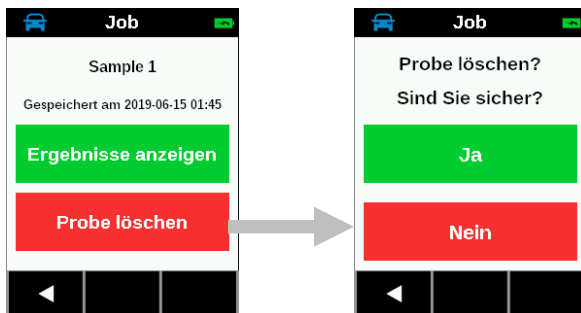 Job
Sample 1
Gespeichert am 2019-06-15 01:45
Ergebnisse anzeigen
Probe löschen
Job
Probe löschen?
Sind Sie sicher?
Ja
Nein